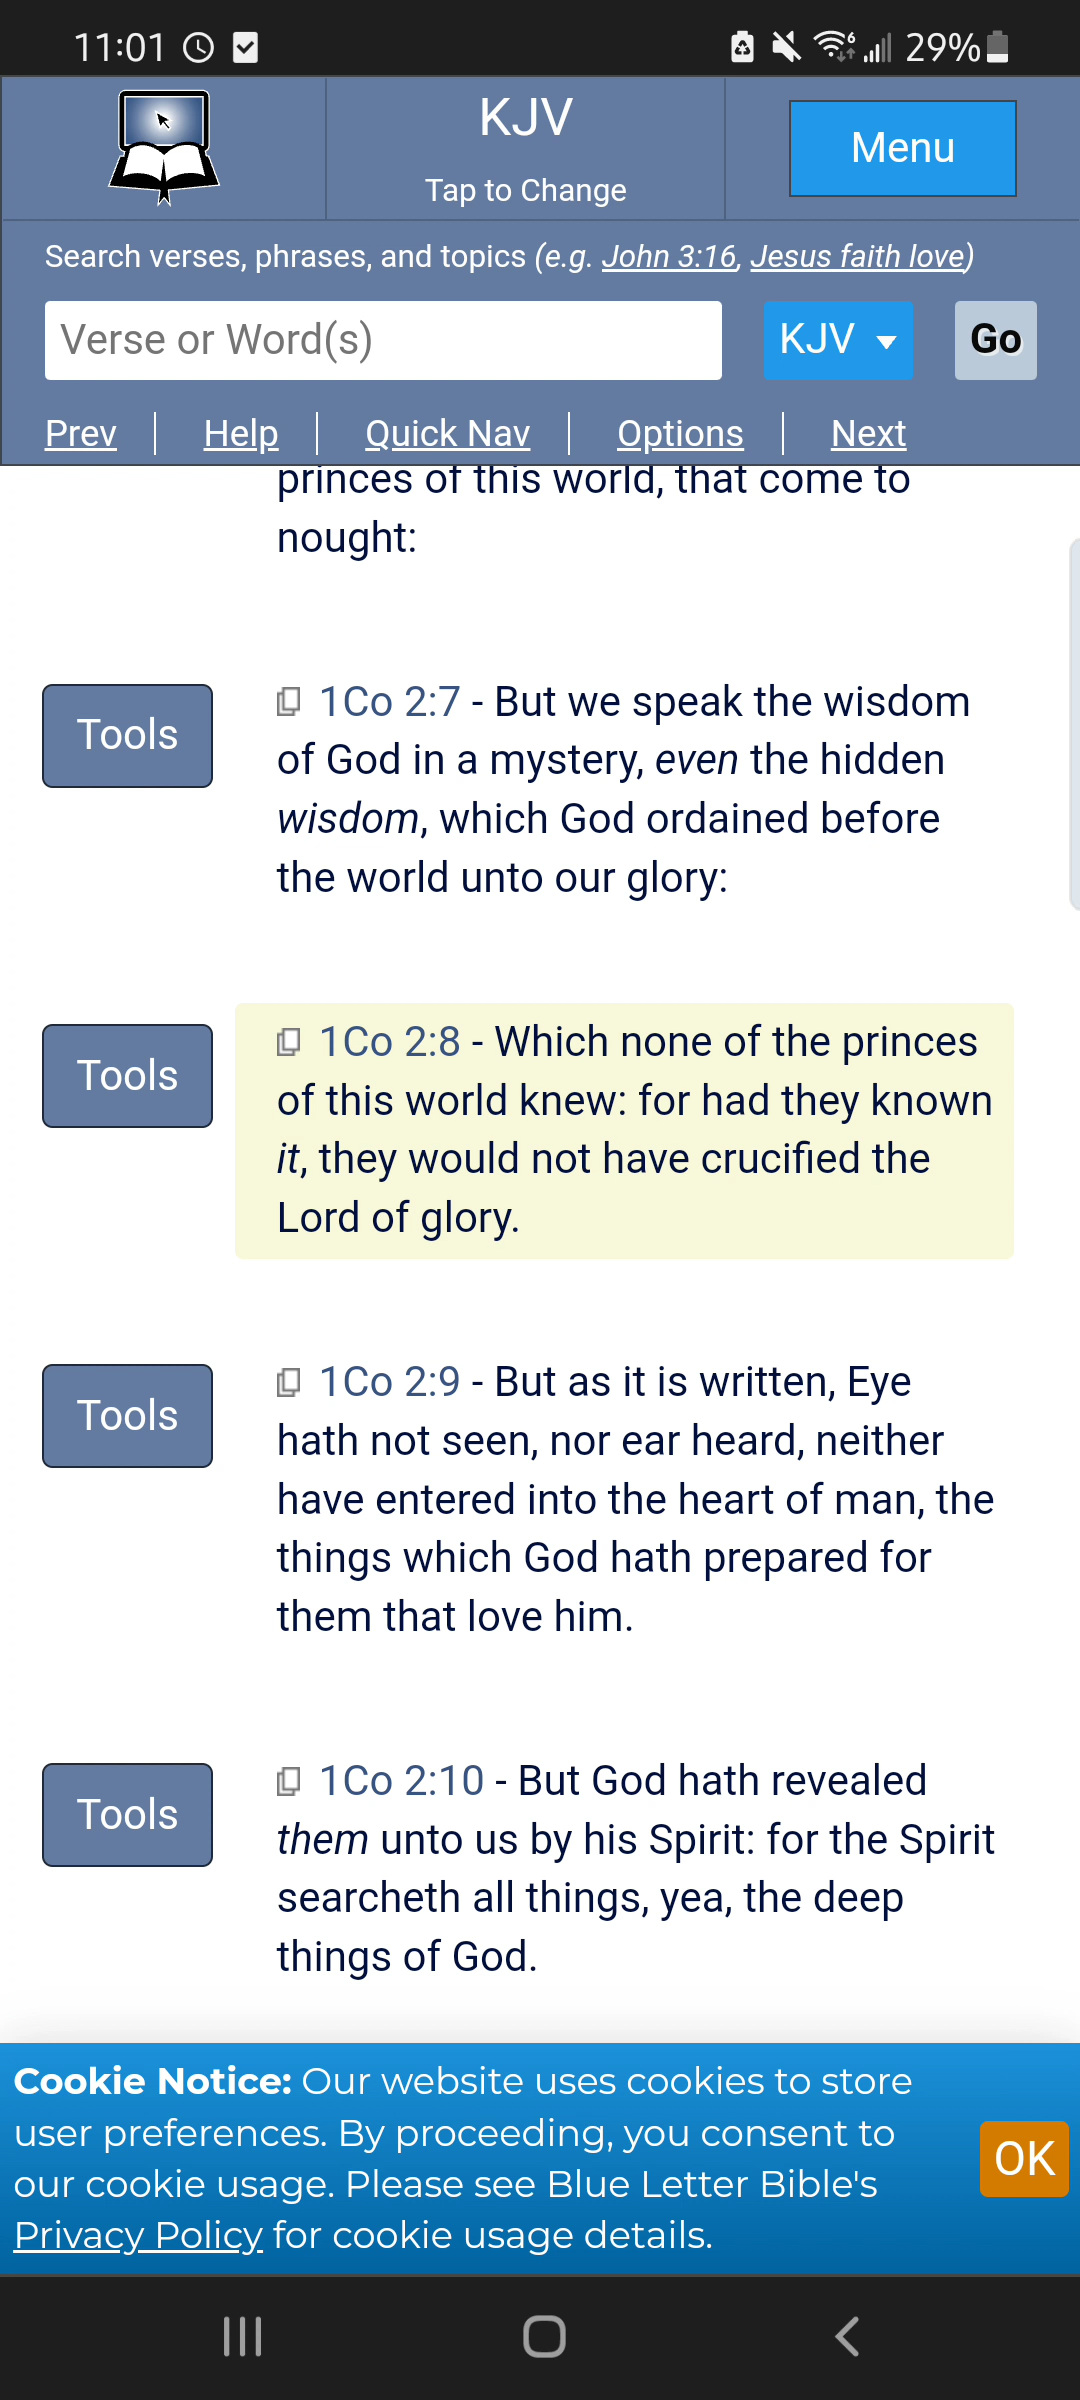 11:01
29%
KJV
Tap to Change
Menu
Search verses, phrases, and topics (e.g. John 3:16, Jesus faith love)
Verse or Word(s)
KJV
Go
Prev
Help
Quick Nav
Options
Next
princes of this world, that come to
nought:
Tools
1Co 2:7 - But we speak the wisdom
of God in a mystery, even the hidden
wisdom, which God ordained before
the world unto our glory:
Tools
1Co 2:8 - Which none of the princes
of this world knew: for had they known
it, they would not have crucified the
Lord of glory.
Tools
1Co 2:9 - But as it is written, Eye
hath not seen, nor ear heard, neither
have entered into the heart of man, the
things which God hath prepared for
them that love him.
Tools
1Co 2:10 - But God hath revealed
them unto us by his Spirit: for the Spirit
searcheth all things, yea, the deep
things of God.
Cookie Notice: Our website uses cookies to store
user preferences. By proceeding, you consent to
our cookie usage. Please see Blue Letter Bible's
Privacy Policy for cookie usage details.
OK